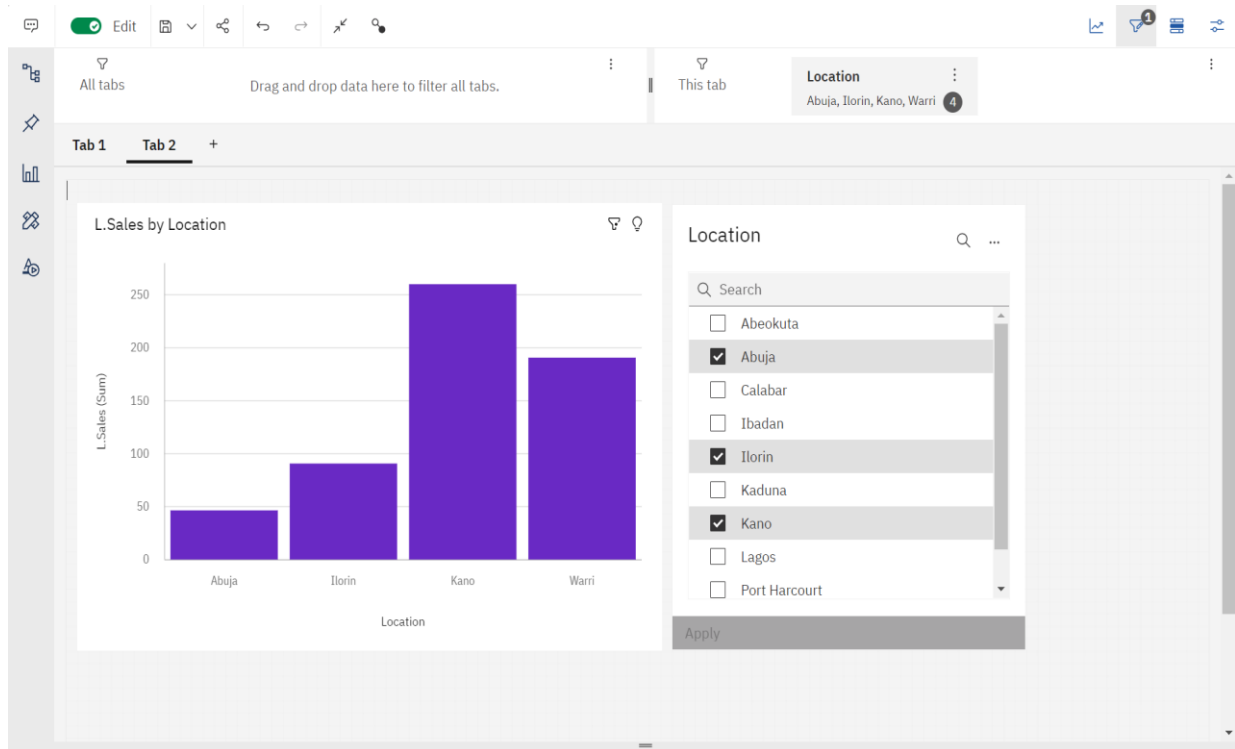 Edit
1
All tabs
Drag and drop data here to filter all tabs.
This tab
Location
Abuja, Ilorin, Kano, Warri 4
Tab 1 Tab 2 +
L.Sales by Location
250
200
150
100
50
0
L.Sales (Sum)
Abuja Ilorin Kano Warri
Location
Location
Search
Abeokuta
Abuja
Calabar
Ibadan
Ilorin
Kaduna
Kano
Lagos
Port Harcourt
Apply